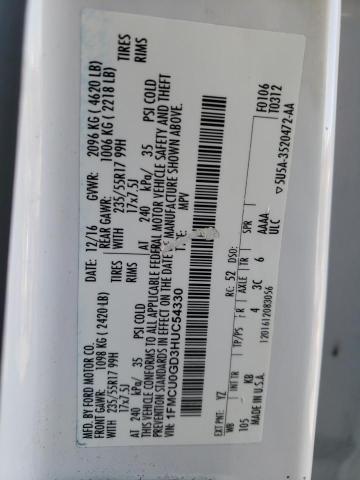 MFD. BY FORD MOTOR CO.
DATE: 12/16 GVWR: 2096 KG ( 4620 LB)
FRONT GAWR: 1098 KG ( 2420 LB) REAR GAWR: 1006 KG ( 2218 LB)
WITH 235/55R17 99H TIRES WITH 235/55R17 99H TIRES
17x7.5J RIMS 17x7.5J RIMS
AT 240 kPa/ 35 PSI COLD AT 240 kPa/ 35 PSI COLD
THIS VEHICLE CONFORMS TO ALL APPLICABLE FEDERAL MOTOR VEHICLE SAFETY AND THEFT
PREVENTION STANDARDS IN EFFECT ON THE DATE OF MANUFACTURE SHOWN ABOVE.
VIN: 1FMCU0GD3HUC54330 TYPE: MPV
F0106
T0312
EXT PNT: YZ RC: 52 DSO:
WB INT TR TP/PS R AXLE TR SPR
105 KB 4 3C 6 AAAA
ULC
MADE IN U.S.A.
1201612083056
5U5A-3520472-AA